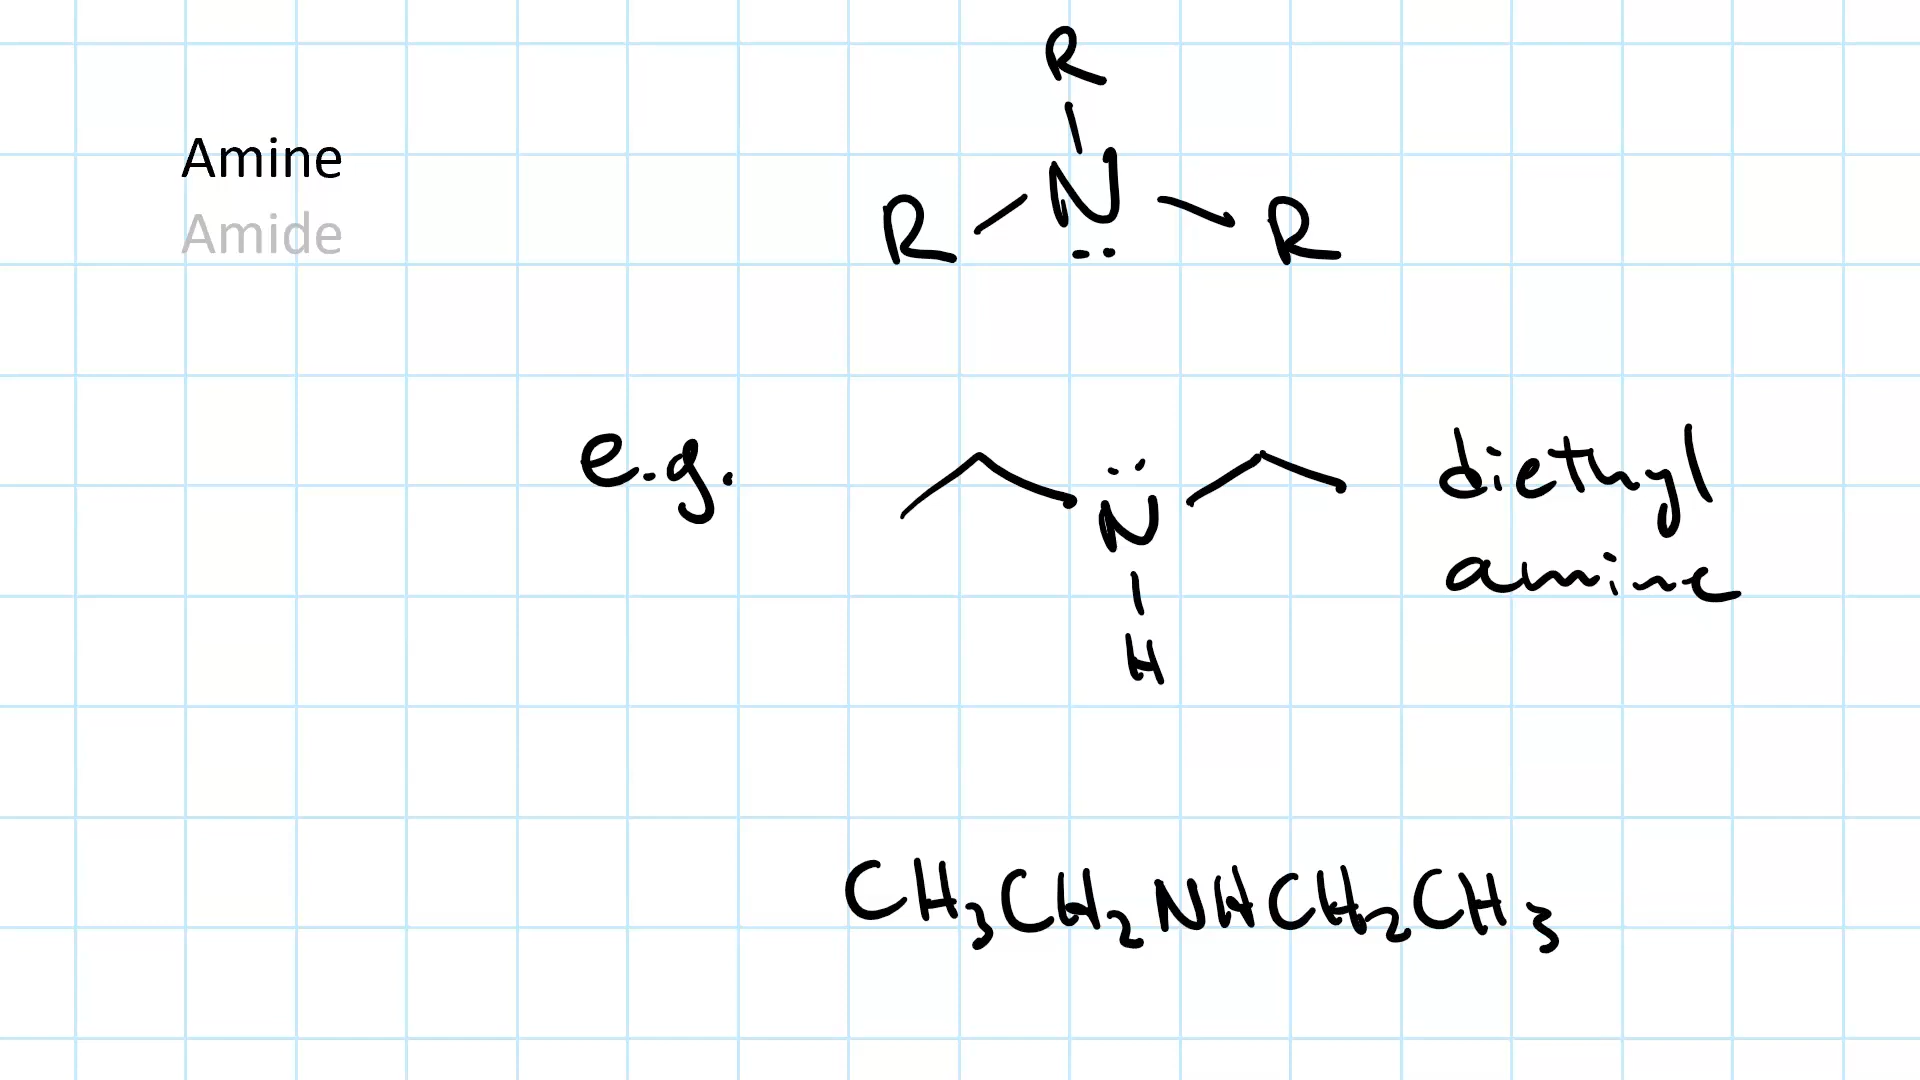 Amine
Amide
R
R N R
e.g.
N
H
diethyl
amine
CH₃CH₂NHCH₂CH₃